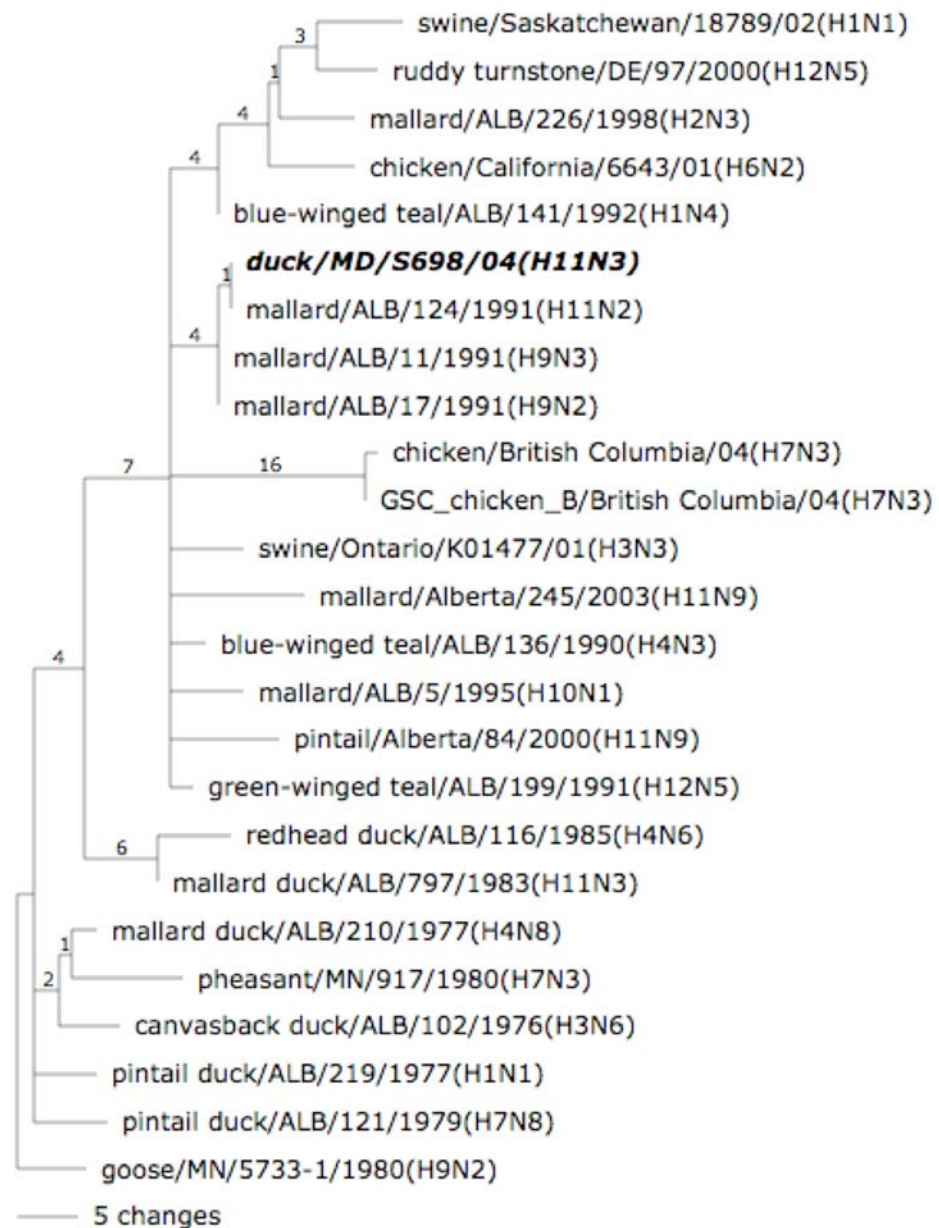 3
swine/Saskatchewan/18789/02(H1N1)
1
ruddy turnstone/DE/97/2000(H12N5)
4
mallard/ALB/226/1998(H2N3)
4
chicken/California/6643/01(H6N2)
blue-winged teal/ALB/141/1992(H1N4)
duck/MD/S698/04(H11N3)
1
mallard/ALB/124/1991(H11N2)
4
mallard/ALB/11/1991(H9N3)
mallard/ALB/17/1991(H9N2)
chicken/British Columbia/04(H7N3)
7
16
GSC_chicken_B/British Columbia/04(H7N3)
swine/Ontario/K01477/01(H3N3)
mallard/Alberta/245/2003(H11N9)
blue-winged teal/ALB/136/1990(H4N3)
4
mallard/ALB/5/1995(H10N1)
pintail/Alberta/84/2000(H11N9)
green-winged teal/ALB/199/1991(H12N5)
redhead duck/ALB/116/1985(H4N6)
6
mallard duck/ALB/797/1983(H11N3)
mallard duck/ALB/210/1977(H4N8)
1
pheasant/MN/917/1980(H7N3)
2
canvasback duck/ALB/102/1976(H3N6)
pintail duck/ALB/219/1977(H1N1)
pintail duck/ALB/121/1979(H7N8)
goose/MN/5733-1/1980(H9N2)
5 changes